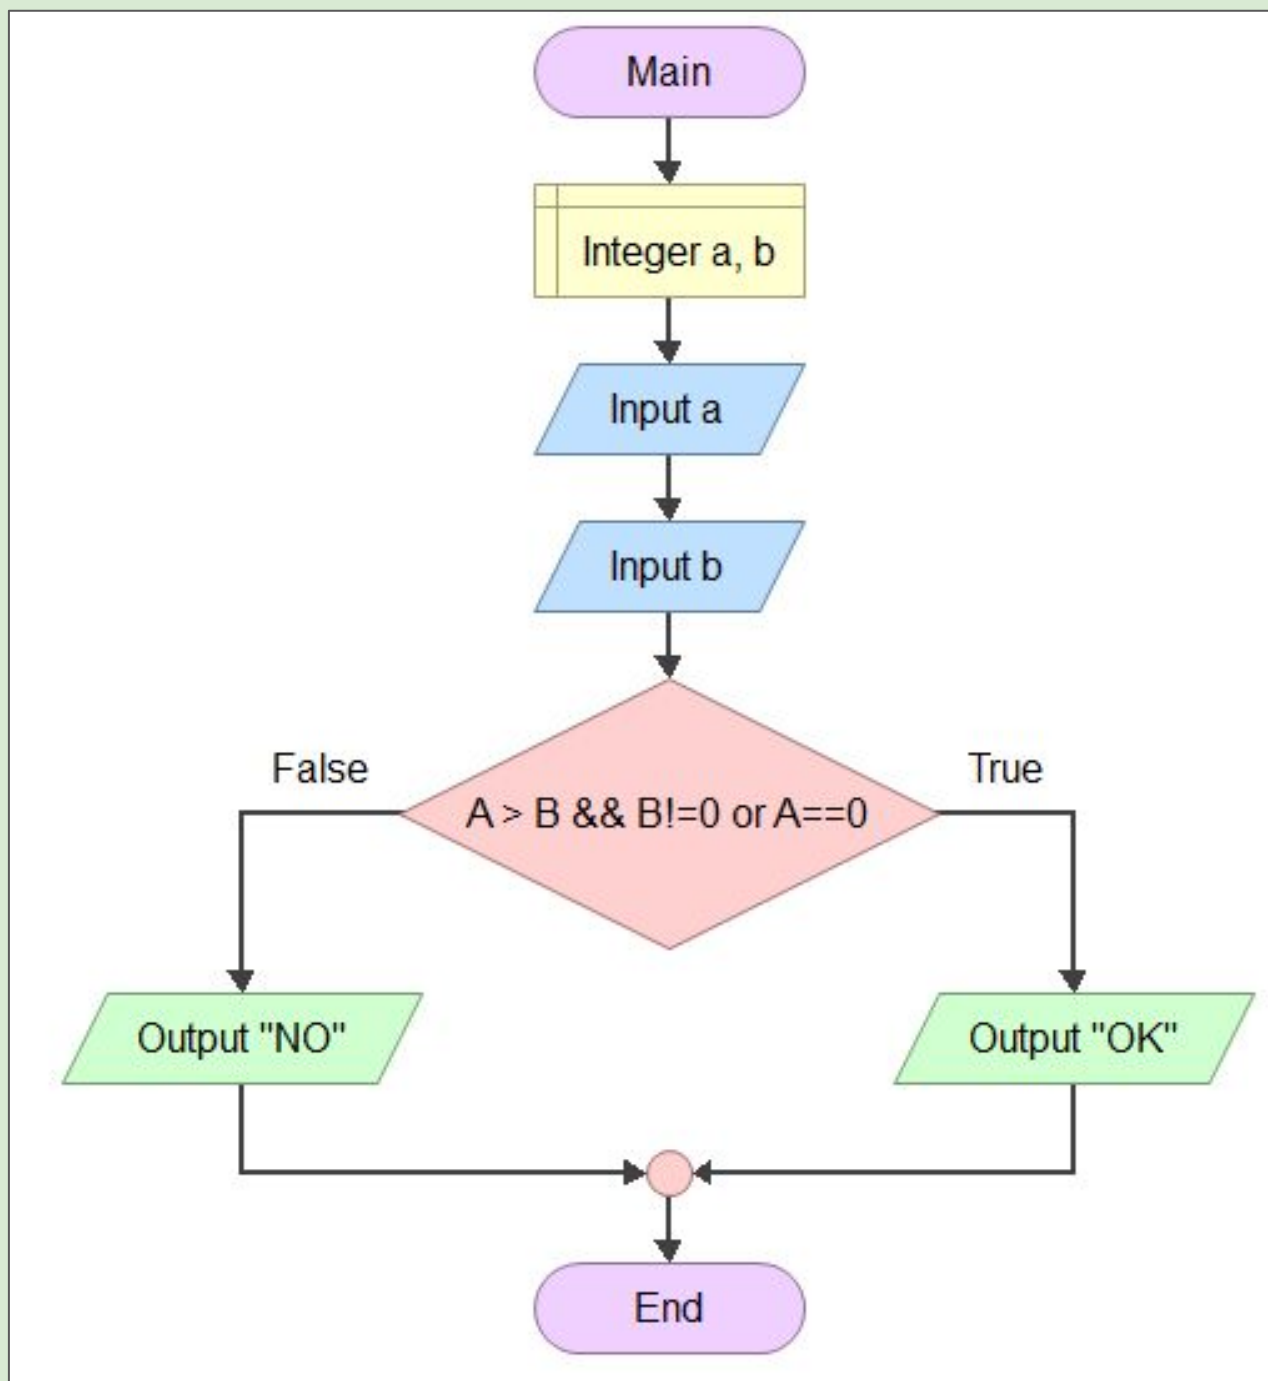 Main
Integer a, b
Input a
Input b
False
True
A > B && B!=0 or A==0
Output "NO"
Output "OK"
End